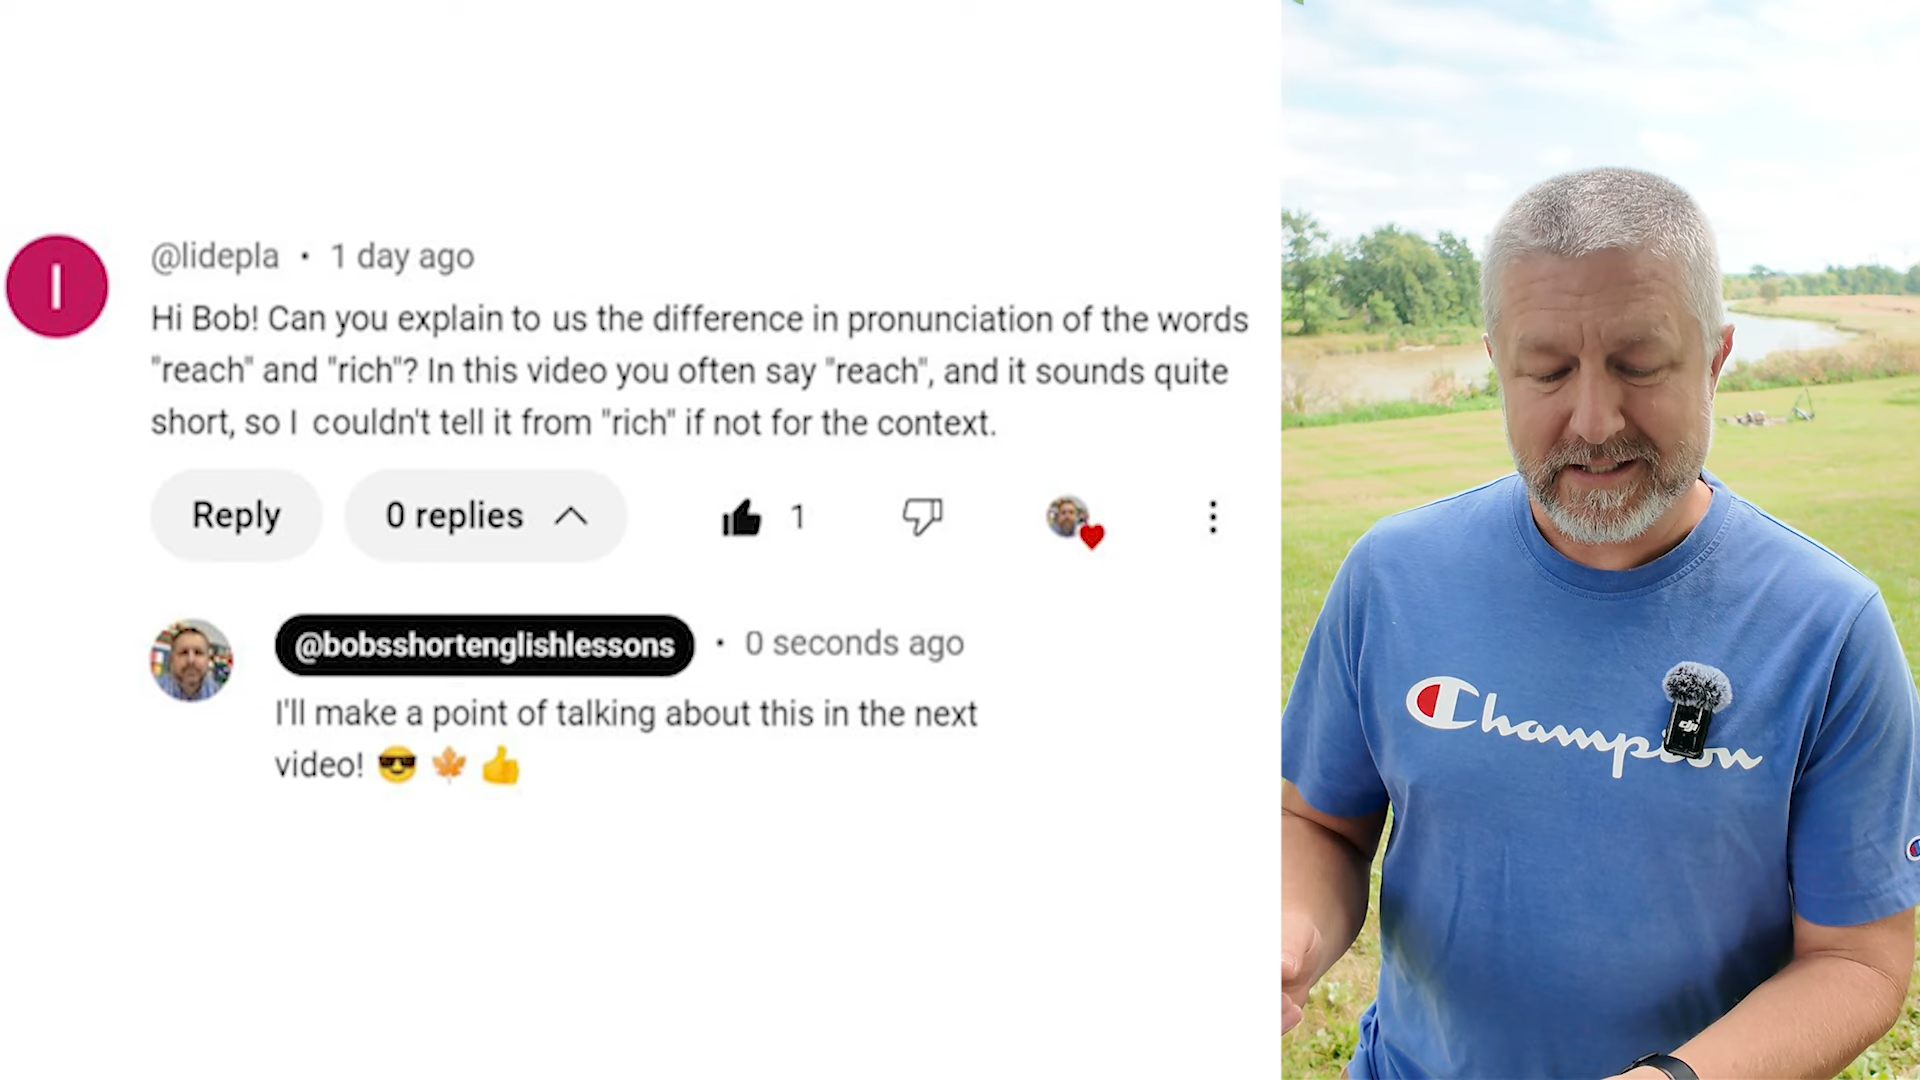 I
@lidepla • 1 day ago
Hi Bob! Can you explain to us the difference in pronunciation of the words
"reach" and "rich"? In this video you often say "reach", and it sounds quite
short, so I couldn't tell it from "rich" if not for the context.
Reply 0 replies 1
@bobsshortenglishlessons • 0 seconds ago
I'll make a point of talking about this in the next
video! 😎 🍁 👍
Champion
dji